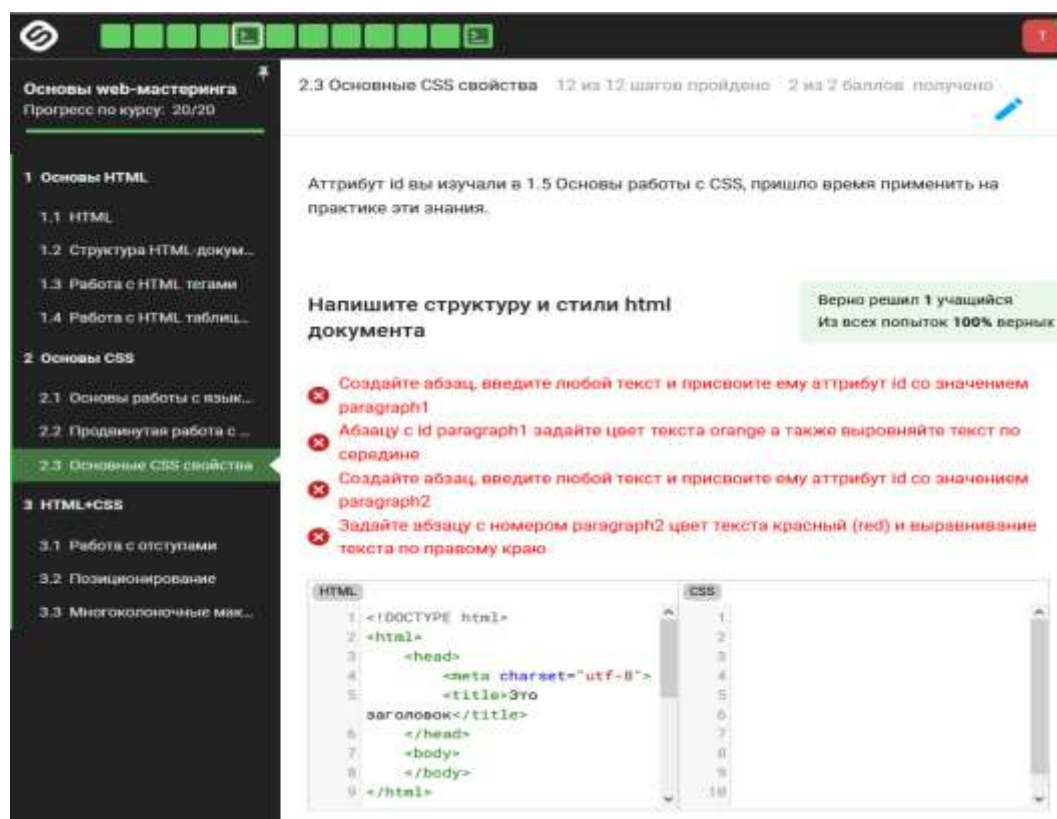 T
Основы web-мастеринга
Прогресс по курсу: 20/20
1 Основы HTML
1.1 HTML
1.2 Структура HTML-докум...
1.3 Работа с HTML тегами
1.4 Работа с HTML таблиц...
2 Основы CSS
2.1 Основы работы с язык...
2.2 Продвинутая работа с ...
2.3 Основные CSS свойства
3 HTML+CSS
3.1 Работа с отступами
3.2 Позиционирование
3.3 Многоколоночные мак...
2.3 Основные CSS свойства 12 из 12 шагов пройдено 2 из 2 баллов получено
Аттрибут id вы изучали в 1.5 Основы работы с CSS, пришло время применить на
практике эти знания.
Напишите структуру и стили html
документа
Верно решил 1 учащийся
Из всех попыток 100% верных
Создайте абзац, введите любой текст и присвоите ему аттрибут id со значением
paragraph1
Абзацу с id paragraph1 задайте цвет текста orange а также выровняйте текст по
середине
Создайте абзац, введите любой текст и присвоите ему аттрибут id со значением
paragraph2
Задайте абзацу с номером paragraph2 цвет текста красный (red) и выравнивание
текста по правому краю
HTML
1 <!DOCTYPE html>
2 <html>
3 <head>
4 <meta charset="utf-8">
5 <title>Это
заголовок</title>
6 </head>
7 <body>
8 </body>
9 </html>
CSS
1
2
3
4
5
6
7
8
9
10